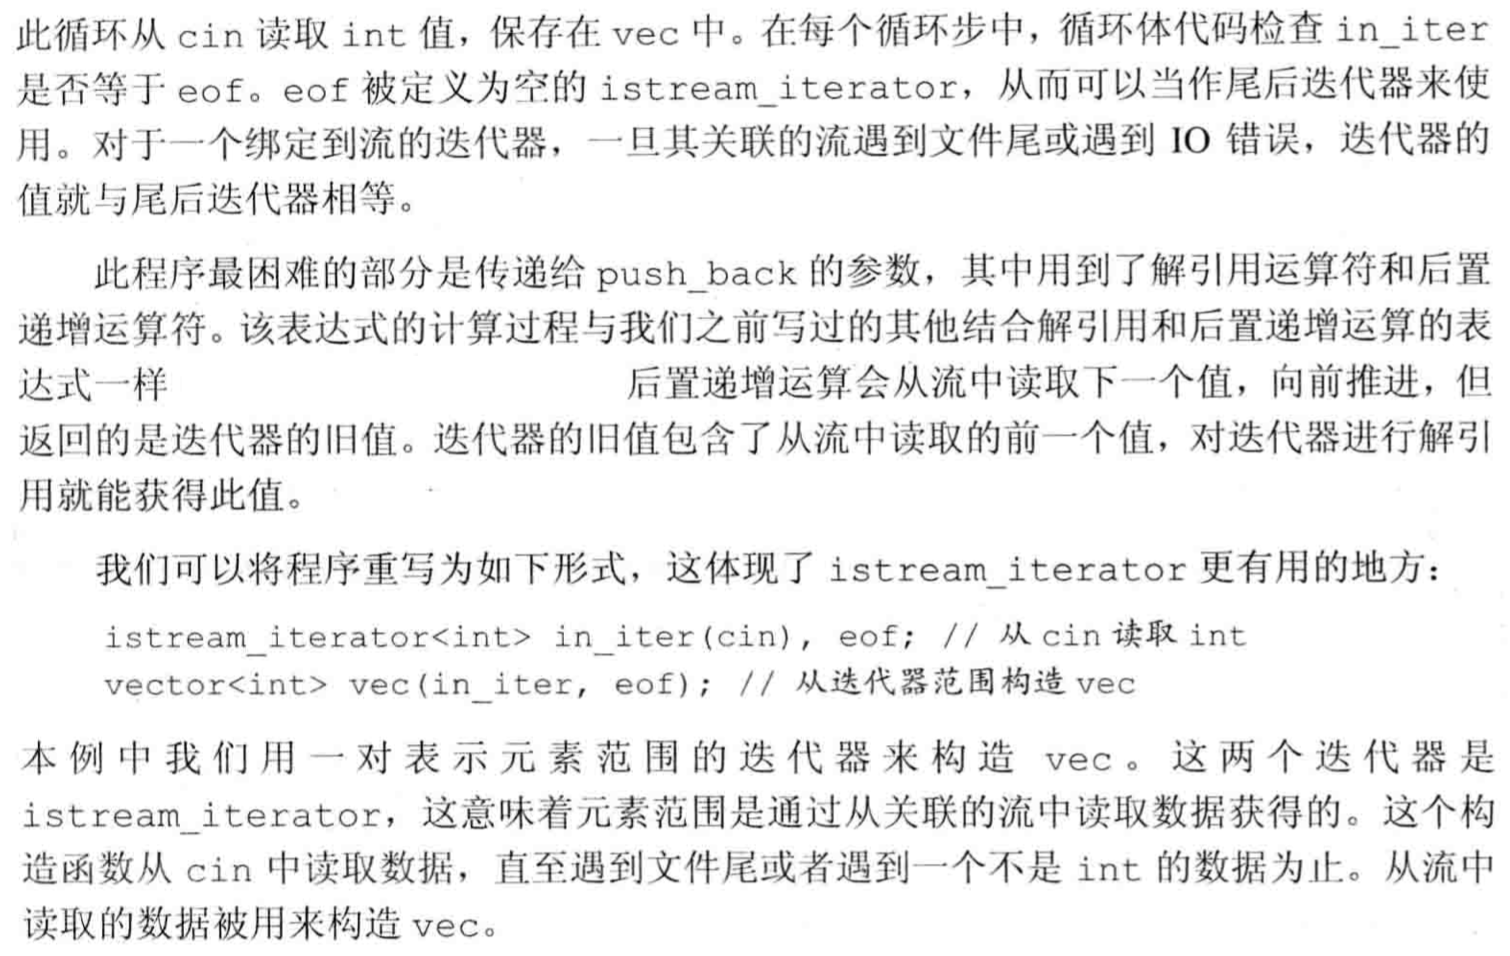 此循环从 cin 读取 int 值，保存在 vec 中。在每个循环步中，循环体代码检查 in_iter
是否等于 eof。eof 被定义为空的 istream_iterator，从而可以当作尾后迭代器来使
用。对于一个绑定到流的迭代器，一旦其关联的流遇到文件尾或遇到 IO 错误，迭代器的
值就与尾后迭代器相等。
此程序最困难的部分是传递给 push_back 的参数，其中用到了解引用运算符和后置
递增运算符。该表达式的计算过程与我们之前写过的其他结合解引用和后置递增运算的表
达式一样 后置递增运算会从流中读取下一个值，向前推进，但
返回的是迭代器的旧值。迭代器的旧值包含了从流中读取的前一个值，对迭代器进行解引
用就能获得此值。
我们可以将程序重写为如下形式，这体现了 istream_iterator 更有用的地方：
istream_iterator<int> in_iter(cin), eof; // 从 cin 读取 int
vector<int> vec(in_iter, eof); // 从迭代器范围构造 vec
本例中我们用一对表示元素范围的迭代器来构造 vec。这两个迭代器是
istream_iterator，这意味着元素范围是通过从关联的流中读取数据获得的。这个构
造函数从 cin 中读取数据，直至遇到文件尾或者遇到一个不是 int 的数据为止。从流中
读取的数据被用来构造 vec。